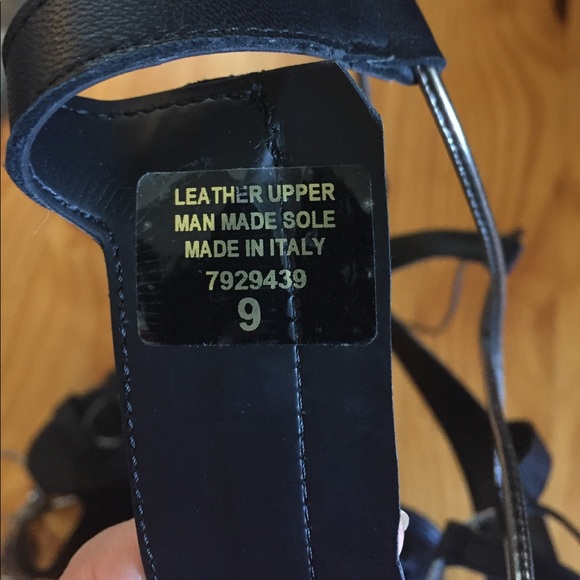 LEATHER UPPER
MAN MADE SOLE
MADE IN ITALY
7929439
9